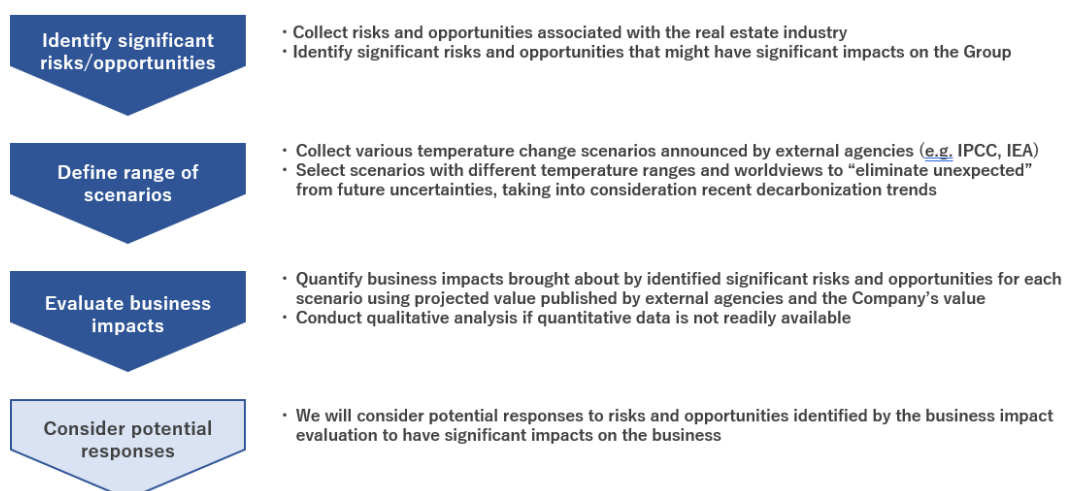 Identify significant
risks/opportunities
・Collect risks and opportunities associated with the real estate industry
・Identify significant risks and opportunities that might have significant impacts on the Group
Define range of
scenarios
・ Collect various temperature change scenarios announced by external agencies (e.g. IPCC, IEA)
・ Select scenarios with different temperature ranges and worldviews to “eliminate unexpected”
from future uncertainties, taking into consideration recent decarbonization trends
Evaluate business
impacts
・ Quantify business impacts brought about by identified significant risks and opportunities for each
scenario using projected value published by external agencies and the Company’s value
・ Conduct qualitative analysis if quantitative data is not readily available
Consider potential
responses
・ We will consider potential responses to risks and opportunities identified by the business impact
evaluation to have significant impacts on the business